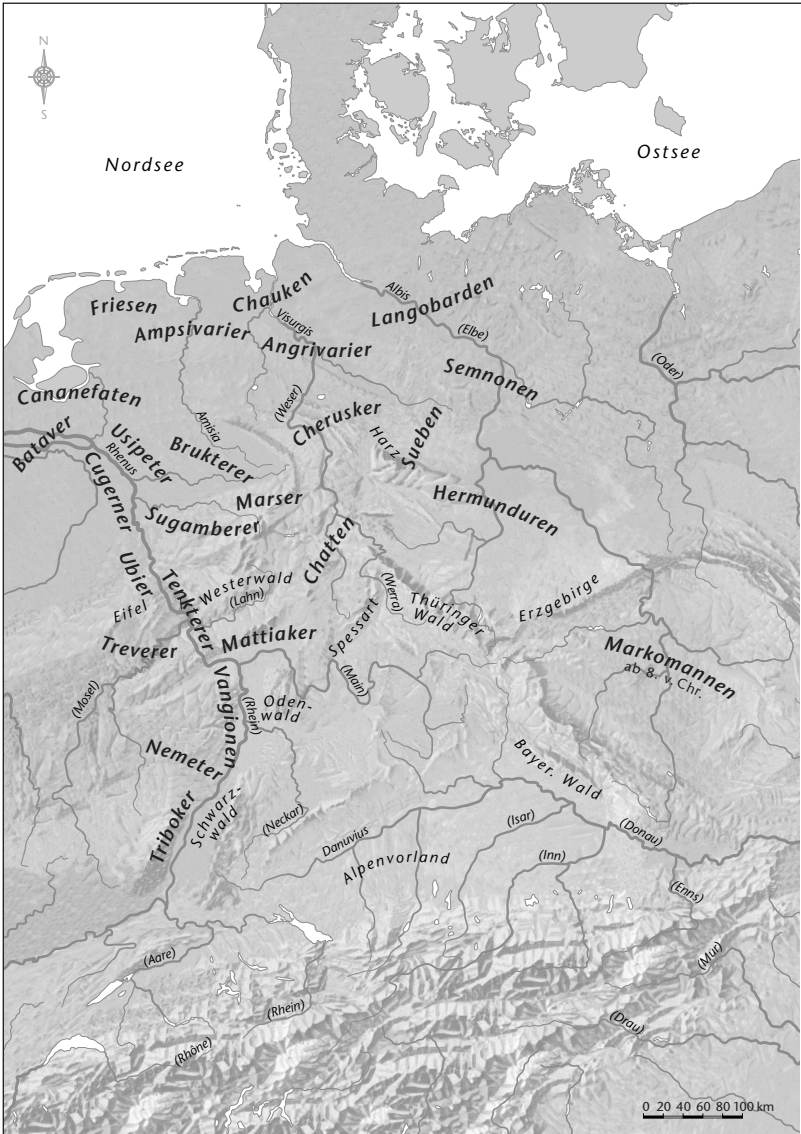 N
S
Nordsee
Ostsee
Friesen
Chauken
Albis
Langobarden
Ampsivarier
Visurgis
Angrivarier
(Elbe)
Semnonen
(Oder)
Cananefaten
(Weser)
Cherusker
Harz
Sueben
Bataver
Usipeter
Rhenus
Amisia
Brukterer
Cugerner
Marser
Sugamberer
Hermunduren
Chatten
Ubier
Tenkterer
Westerwald
(Lahn)
Eifel
Treverer
Mattiaker
Spessart
(Werra)
Thüringer
Wald
Erzgebirge
Markomannen
ab 8. v. Chr.
(Mosel)
Vangionen
(Rhein)
Oden-
wald
(Main)
Nemeter
Bayer. Wald
Triboker
Schwarz-
wald
(Neckar)
Danuvius
Alpenvorland
(Isar)
(Inn)
(Donau)
(Enns)
(Aare)
(Rhein)
(Rhône)
(Mur)
(Drau)
0 20 40 60 80 100 km